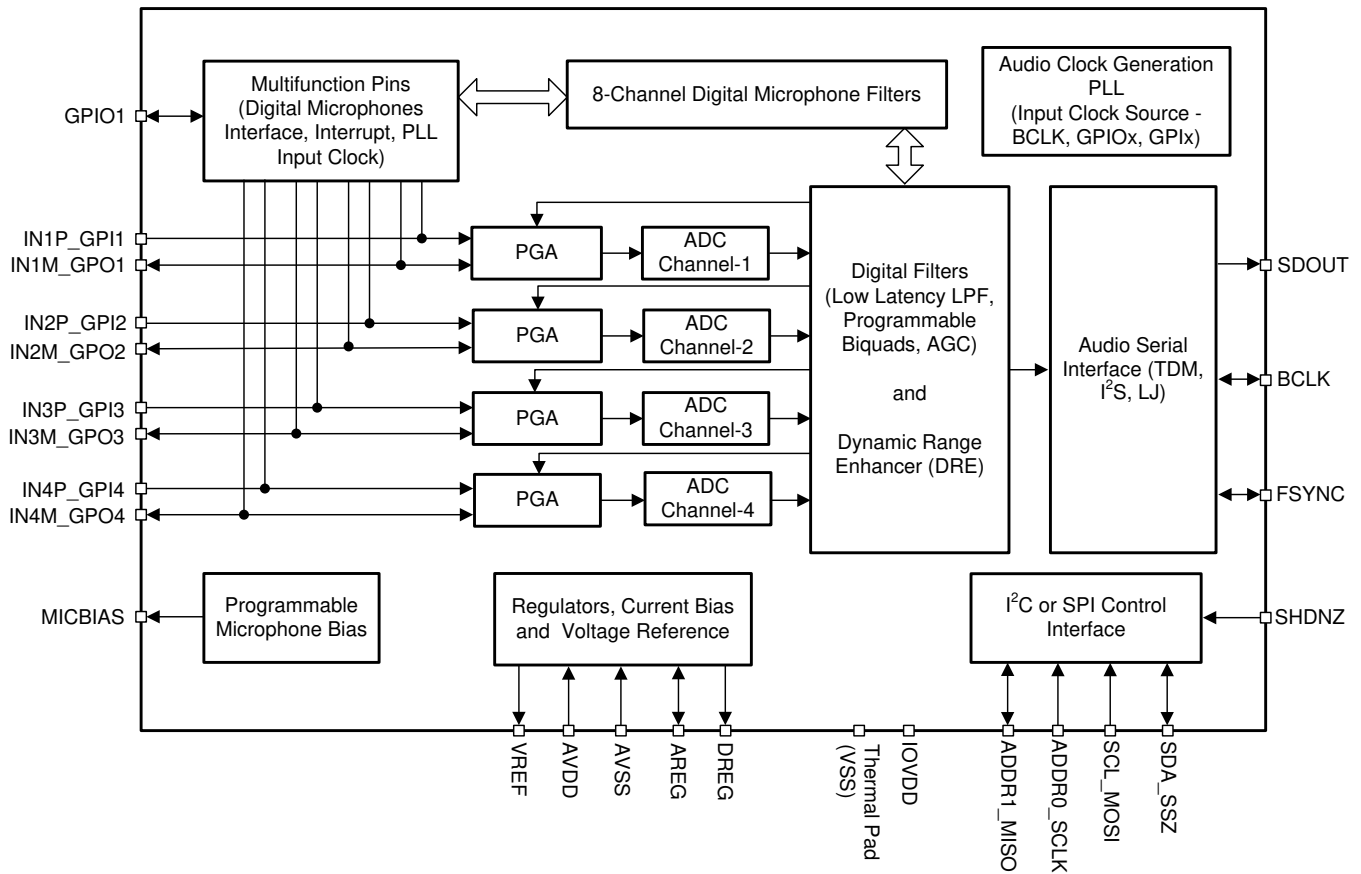 Multifunction Pins
(Digital Microphones
Interface, Interrupt, PLL
Input Clock)
8-Channel Digital Microphone Filters
Audio Clock Generation
PLL
(Input Clock Source -
BCLK, GPIOx, GPIx)
GPIO1
IN1P_GPI1
IN1M_GPO1
IN2P_GPI2
IN2M_GPO2
IN3P_GPI3
IN3M_GPO3
IN4P_GPI4
IN4M_GPO4
MICBIAS
PGA
ADC
Channel-1
PGA
ADC
Channel-2
PGA
ADC
Channel-3
PGA
ADC
Channel-4
Digital Filters
(Low Latency LPF,
Programmable
Biquads, AGC)
and
Dynamic Range
Enhancer (DRE)
Audio Serial
Interface (TDM,
I²S, LJ)
SDOUT
BCLK
FSYNC
SHDNZ
Programmable
Microphone Bias
Regulators, Current Bias
and Voltage Reference
I²C or SPI Control
Interface
VREF
AVDD
AVSS
AREG
DREG
Thermal Pad
(VSS)
IOVDD
ADDR1_MISO
ADDR0_SCLK
SCL_MOSI
SDA_SSZ